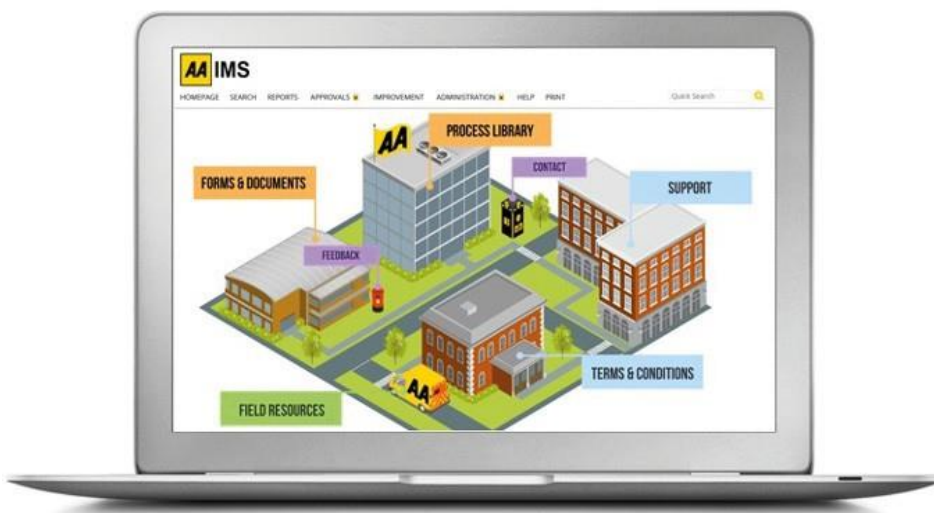 AA IMS
HOMEPAGE SEARCH REPORTS APPROVALS IMPROVEMENT ADMINISTRATION HELP PRINT Quick Search
AA
PROCESS LIBRARY
CONTACT
FORMS & DOCUMENTS
SUPPORT
FEEDBACK
TERMS & CONDITIONS
AA
FIELD RESOURCES